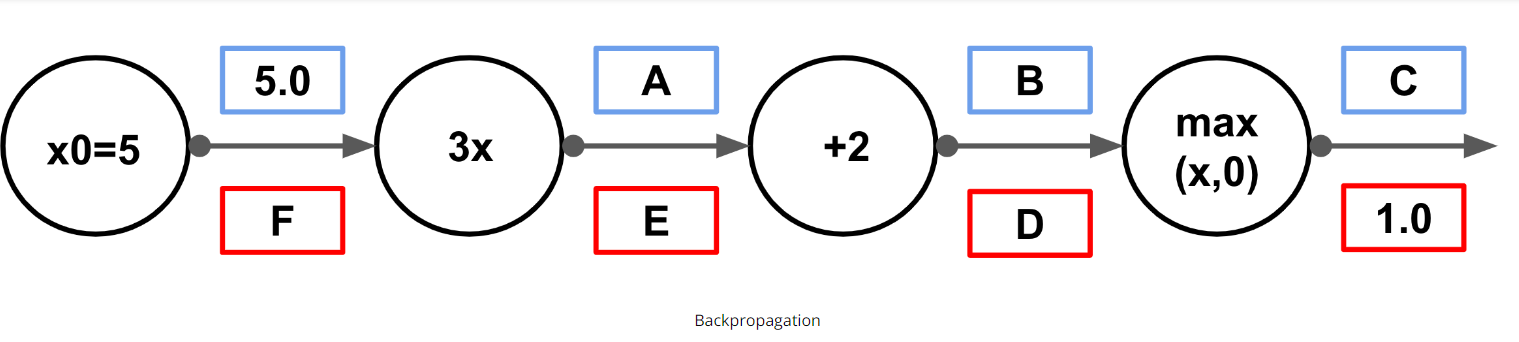 5.0
A
B
C
x0=5
3x
+2
max
(x,0)
F
E
D
1.0
Backpropagation